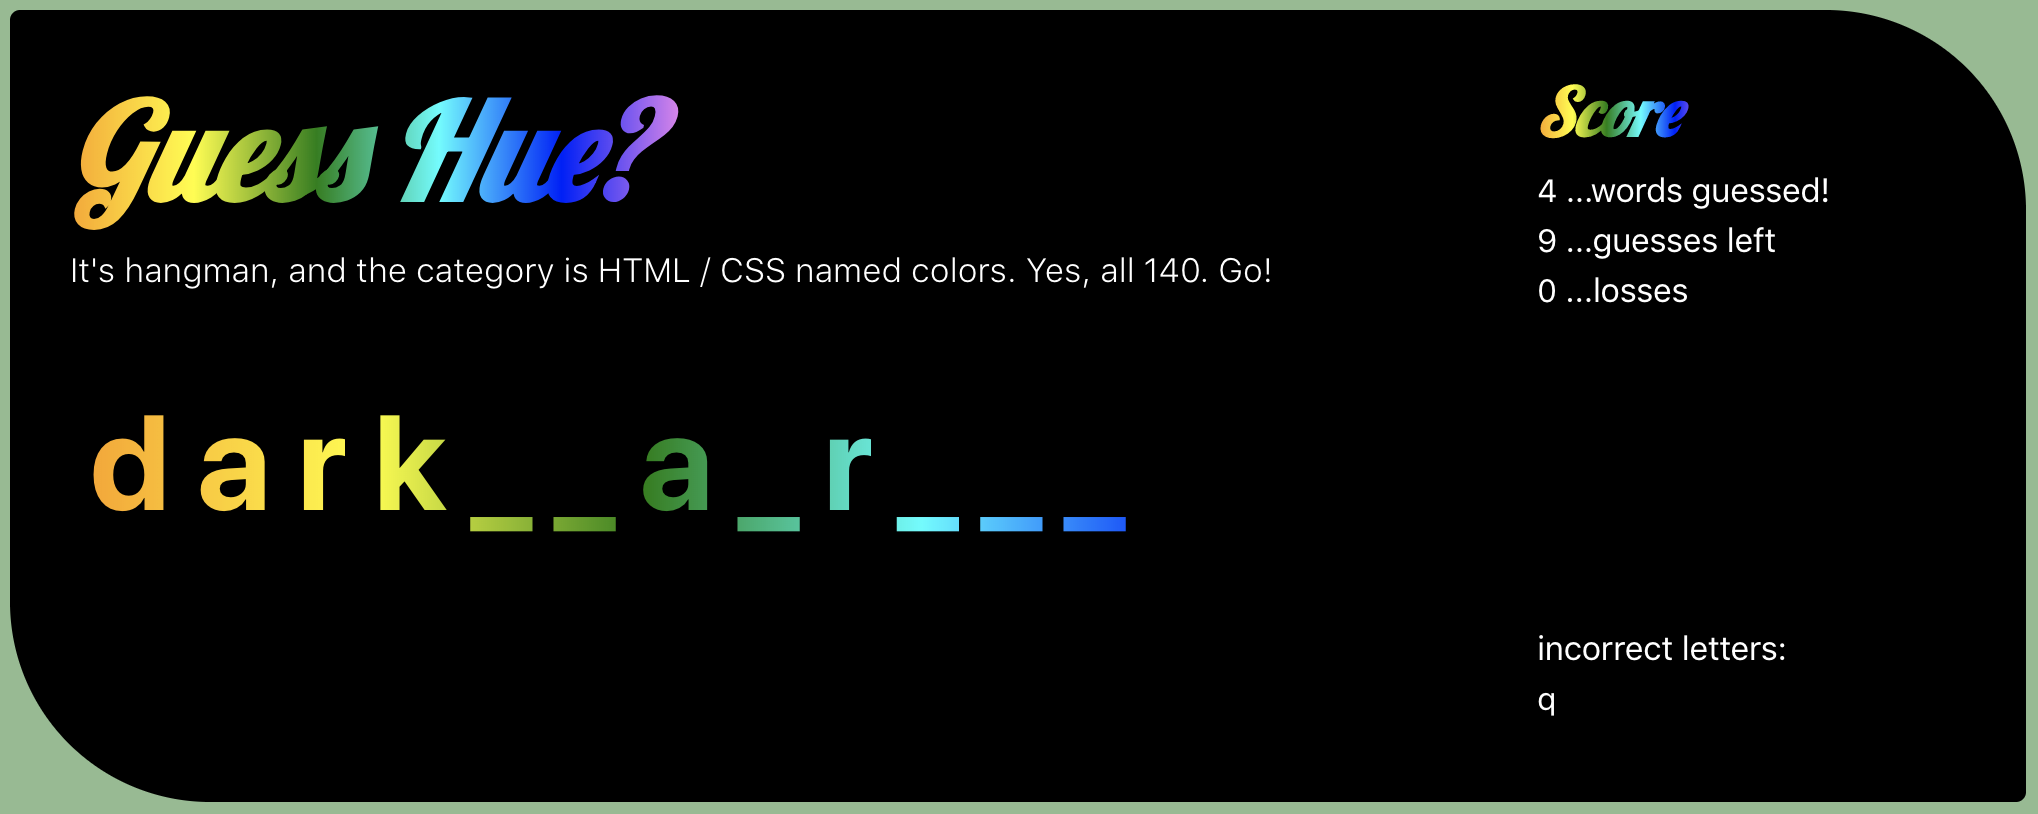 Guess Hue?
It's hangman, and the category is HTML / CSS named colors. Yes, all 140. Go!
dark__a_r___
Score
4 ...words guessed!
9 ...guesses left
0 ...losses
incorrect letters:
q